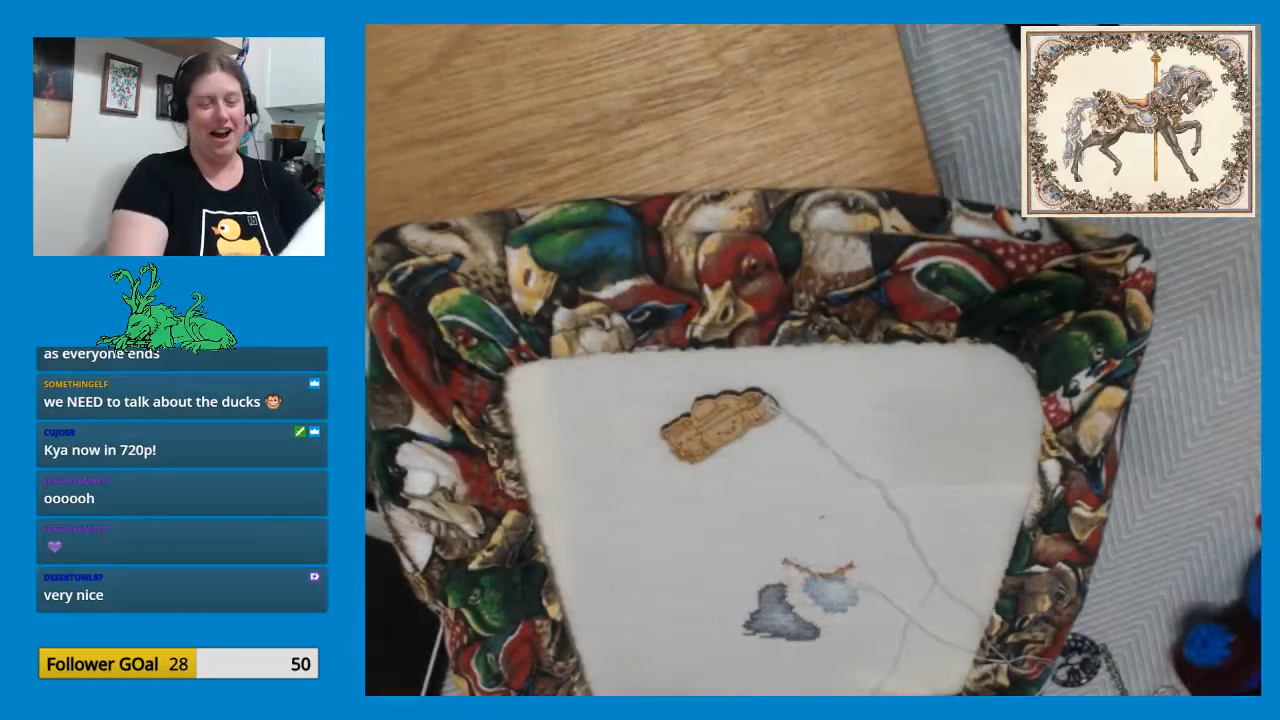 as everyone ends
SOMETHINGELF
we NEED to talk about the ducks
CUJOSR
Kya now in 720p!
oooooh
DESERTOWL97
very nice
Follower GOal 28 50